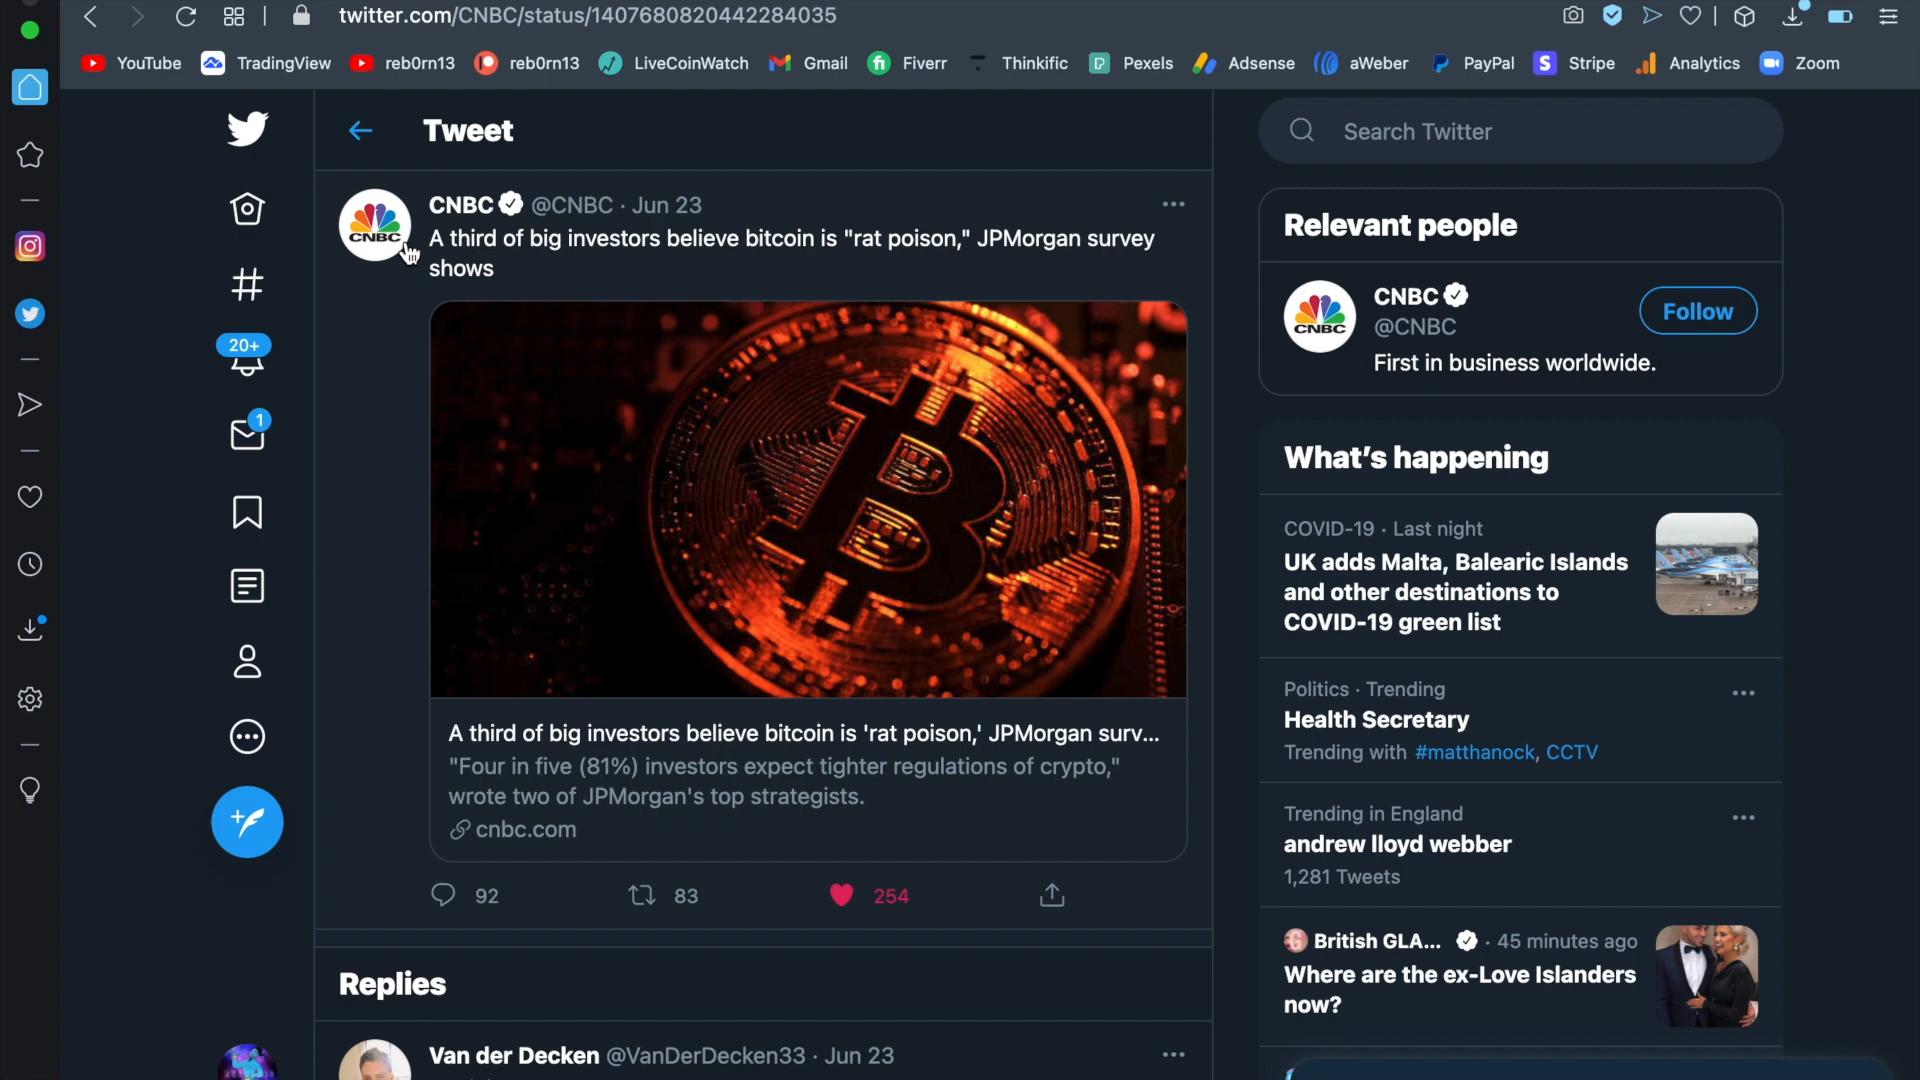 twitter.com/CNBC/status/1407680820442284035
YouTube TradingView reb0rn13 reb0rn13 LiveCoinWatch Gmail Fiverr Thinkific Pexels Adsense aWeber PayPal Stripe Analytics Zoom
Tweet
Search Twitter
CNBC @CNBC · Jun 23
A third of big investors believe bitcoin is "rat poison," JPMorgan survey
shows
CNBC
A third of big investors believe bitcoin is 'rat poison,' JPMorgan surv...
"Four in five (81%) investors expect tighter regulations of crypto,"
wrote two of JPMorgan's top strategists.
cnbc.com
92 83 254
Replies
Van der Decken @VanDerDecken33 · Jun 23
20+
1
Relevant people
CNBC
@CNBC
Follow
First in business worldwide.
CNBC
What's happening
COVID-19 · Last night
UK adds Malta, Balearic Islands
and other destinations to
COVID-19 green list
Politics · Trending
Health Secretary
Trending with #matthanock, CCTV
Trending in England
andrew lloyd webber
1,281 Tweets
British GLA... · 45 minutes ago
Where are the ex-Love Islanders
now?